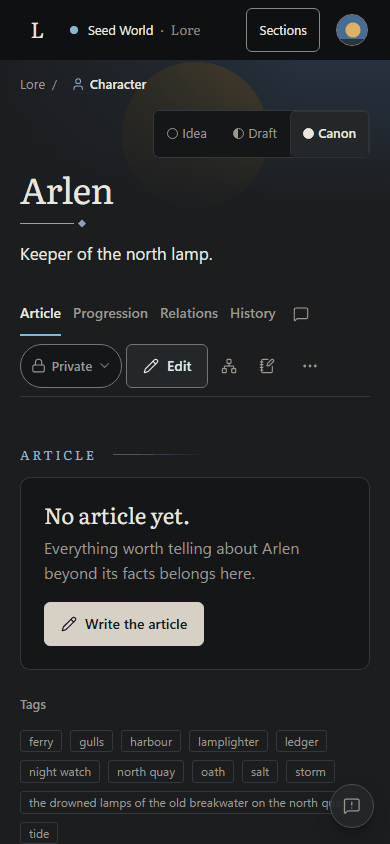 L Seed World · Lore Sections
Lore / Character
Idea Draft Canon
Arlen
Keeper of the north lamp.
Article Progression Relations History
Private Edit
ARTICLE
No article yet.
Everything worth telling about Arlen
beyond its facts belongs here.
Write the article
Tags
ferry gulls harbour lamplighter ledger
night watch north quay oath salt storm
the drowned lamps of the old breakwater on the north
tide